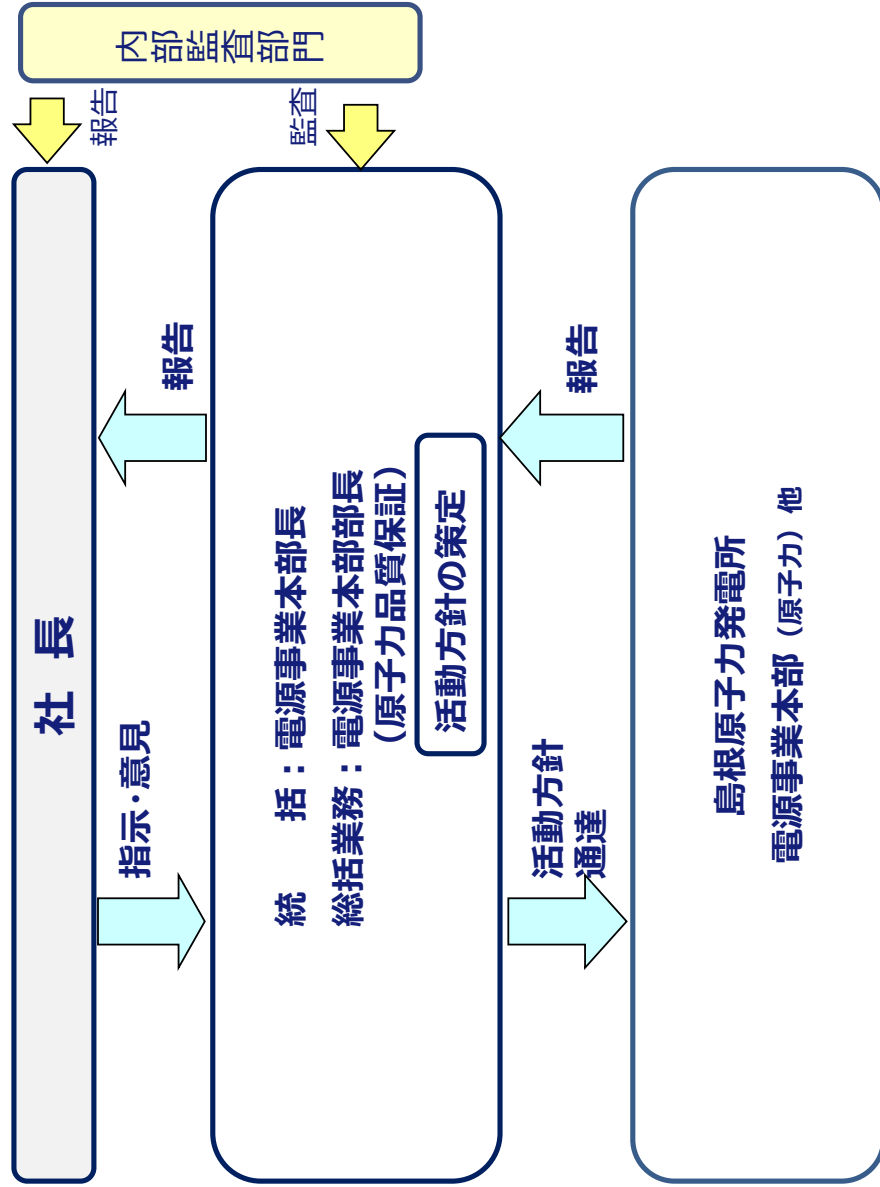 社 長
指示・意見
報告
統　　括：電源事業本部長
総括業務：電源事業本部部長
（原子力品質保証）
活動方針の策定
活動方針
通達
報告
島根原子力発電所
電源事業本部（原子力）他
内部監査部門
報告
監査